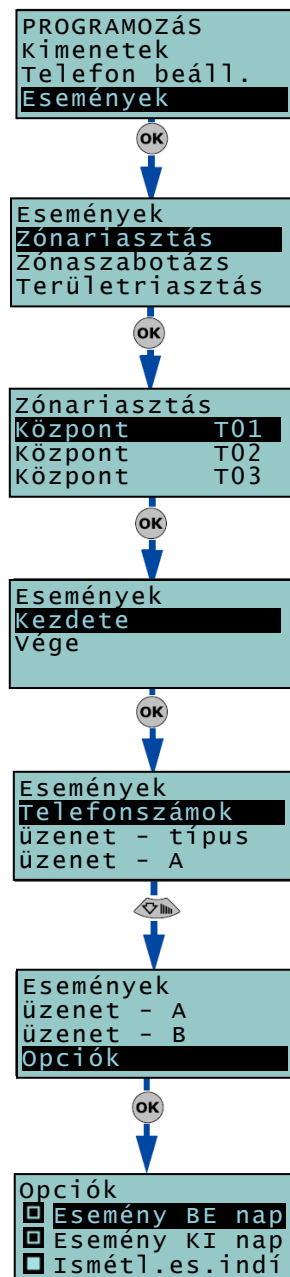 PROGRAMOZáS
Kimenetek
Telefon beáll.
Események
OK
Események
Zónariasztás
Zónaszabotázs
Területriasztás
OK
Zónariasztás
Központ T01
Központ T02
Központ T03
OK
Események
Kezdete
Vége
OK
Események
Telefonszámok
üzenet - típus
üzenet - A
Események
üzenet - A
üzenet - B
Opciók
OK
Opciók
Esemény BE nap
Esemény KI nap
Ismétl.es.indí